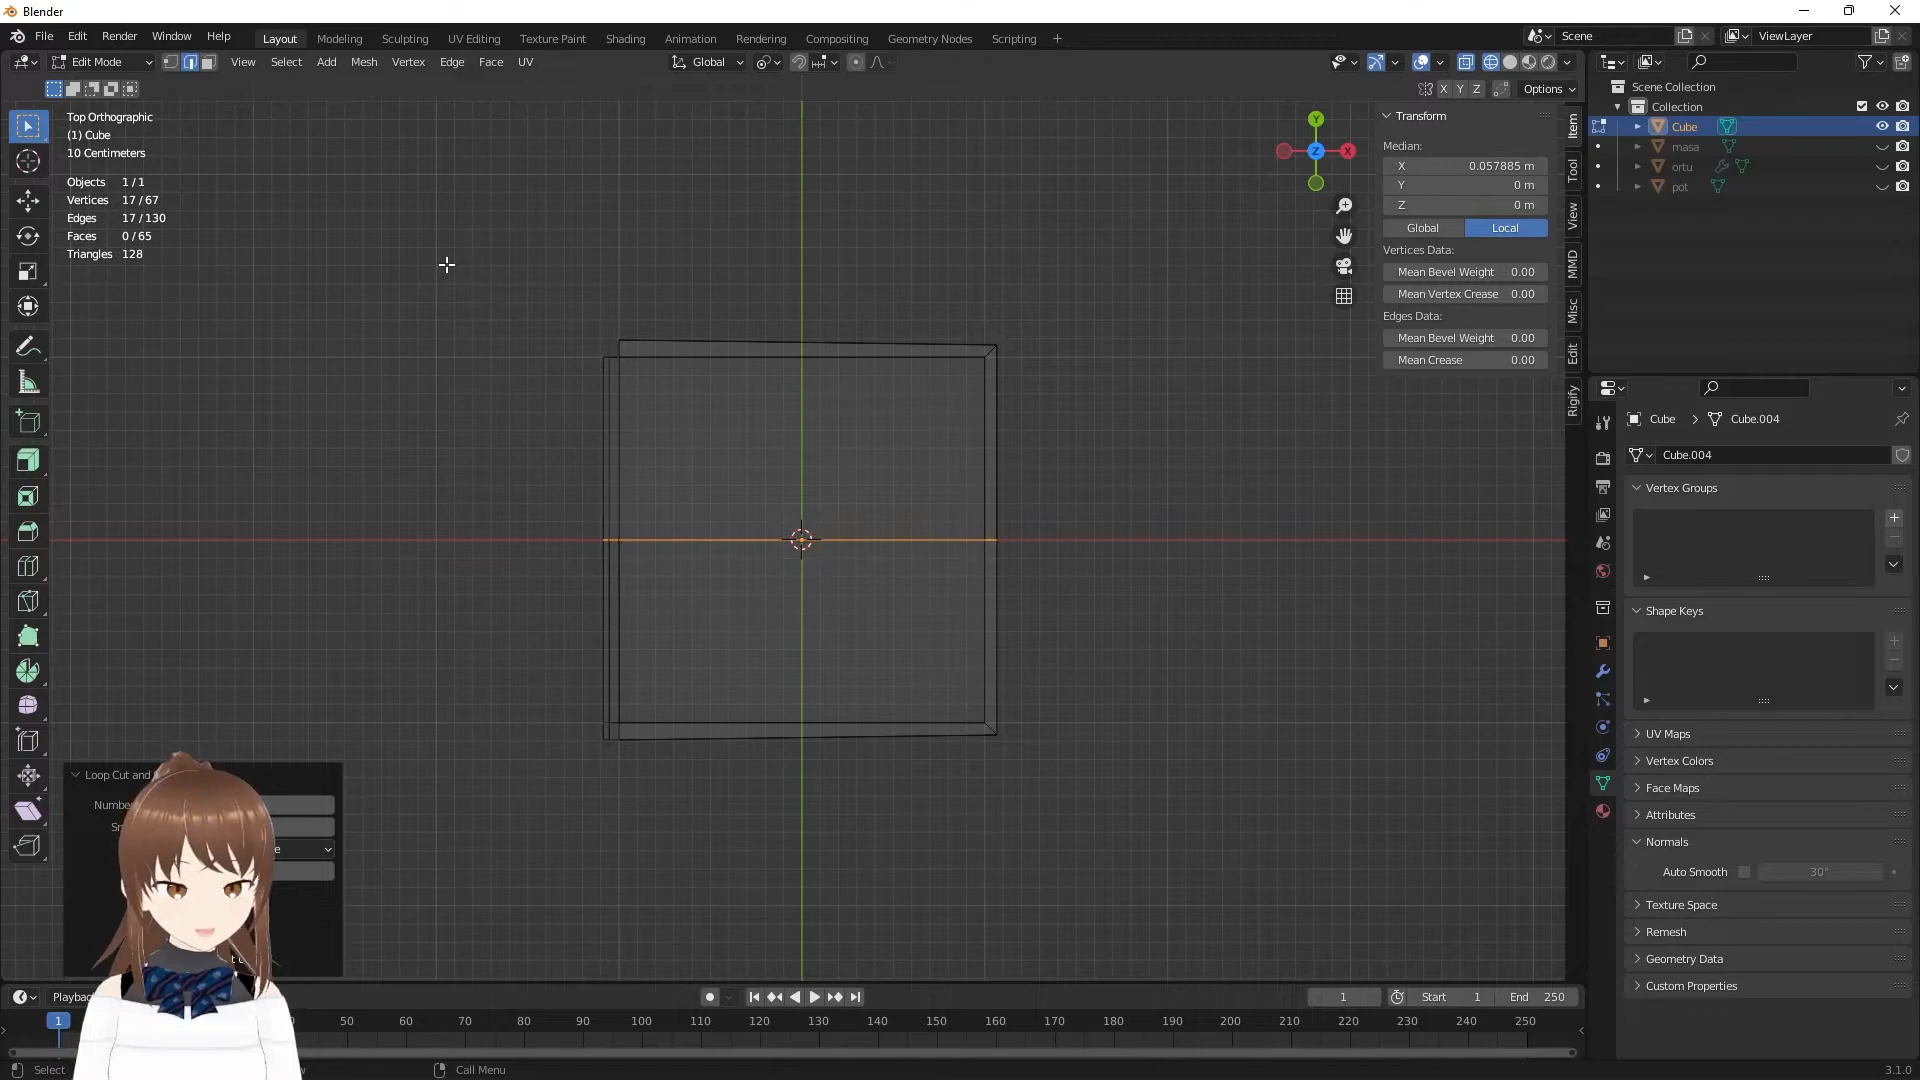 Blender
File Edit Render Window Help Layout Modeling Sculpting UV Editing Texture Paint Shading Animation Rendering Compositing Geometry Nodes Scripting + Scene ViewLayer
Edit Mode View Select Add Mesh Vertex Edge Face UV Global
X Y Z Options
Top Orthographic
(1) Cube
10 Centimeters
Objects 1 / 1
Vertices 17 / 67
Edges 17 / 130
Faces 0 / 65
Triangles 128
Y
Z X
Transform
Median:
X 0.057885 m
Y 0 m
Z 0 m
Global Local
Vertices Data:
Mean Bevel Weight 0.00
Mean Vertex Crease 0.00
Edges Data:
Mean Bevel Weight 0.00
Mean Crease 0.00
Item
Tool
View
MMD
Misc
Edit
Rigify
Scene Collection
Collection
Cube
masa
ortu
pot
Cube > Cube.004
Cube.004
Vertex Groups
Shape Keys
UV Maps
Vertex Colors
Face Maps
Attributes
Normals
Auto Smooth 30°
Texture Space
Remesh
Geometry Data
Custom Properties
Loop Cut and
1 Start 1 End 250
1 50 60 70 80 90 100 110 120 130 140 150 160 170 180 190 200 210 220 230 240 250
Select Call Menu 3.1.0